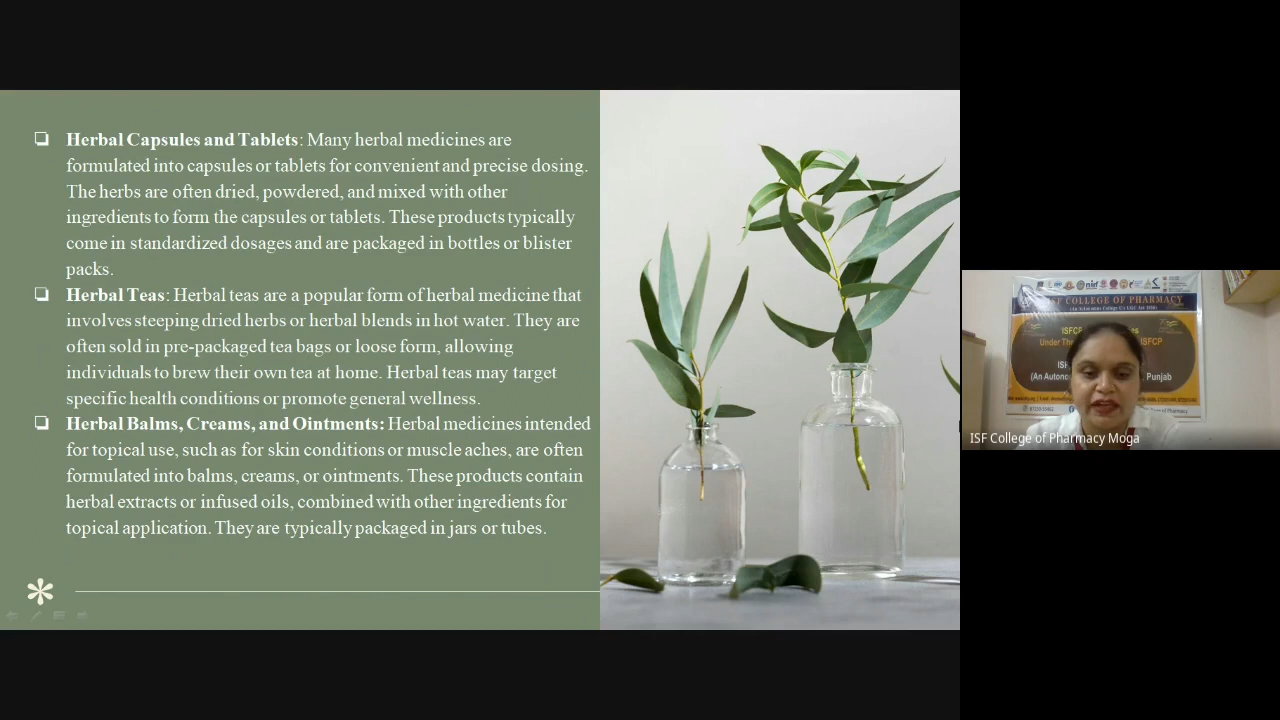 Herbal Capsules and Tablets: Many herbal medicines are
formulated into capsules or tablets for convenient and precise dosing.
The herbs are often dried, powdered, and mixed with other
ingredients to form the capsules or tablets. These products typically
come in standardized dosages and are packaged in bottles or blister
packs.
Herbal Teas: Herbal teas are a popular form of herbal medicine that
involves steeping dried herbs or herbal blends in hot water. They are
often sold in pre-packaged tea bags or loose form, allowing
individuals to brew their own tea at home. Herbal teas may target
specific health conditions or promote general wellness.
Herbal Balms, Creams, and Ointments: Herbal medicines intended
for topical use, such as for skin conditions or muscle aches, are often
formulated into balms, creams, or ointments. These products contain
herbal extracts or infused oils, combined with other ingredients for
topical application. They are typically packaged in jars or tubes.
ISF COLLEGE OF PHARMACY
(An Autonomous College
ISFCP
Under The
ISFCP
(An Autono
, Punjab
ISF College of Pharmacy Moga